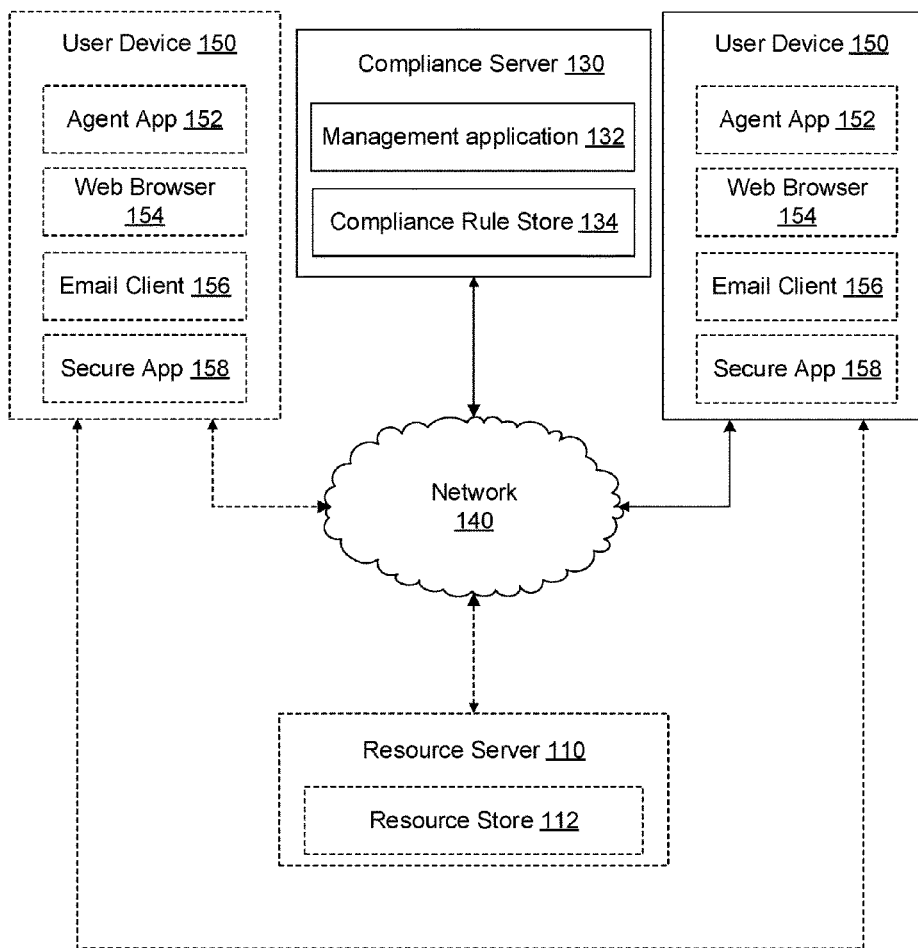 User Device 150
Agent App 152
Web Browser
154
Email Client 156
Secure App 158
Compliance Server 130
Management application 132
Compliance Rule Store 134
User Device 150
Agent App 152
Web Browser
154
Email Client 156
Secure App 158
Network
140
Resource Server 110
Resource Store 112